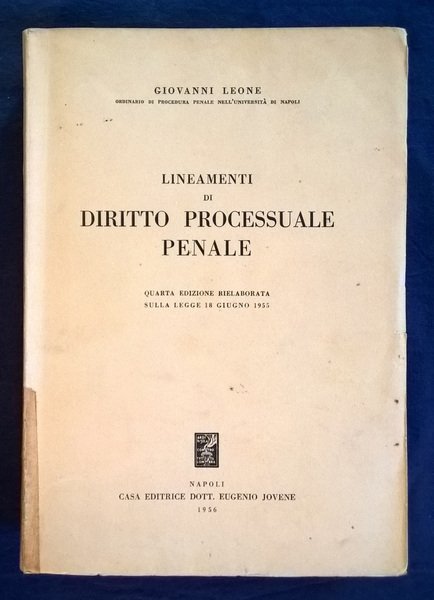 GIOVANNI LEONE
ORDINARIO DI PROCEDURA PENALE NELL'UNIVERSITÀ DI NAPOLI
LINEAMENTI
DI
DIRITTO PROCESSUALE
PENALE
QUARTA EDIZIONE RIELABORATA
SULLA LEGGE 18 GIUGNO 1955
NAPOLI
CASA EDITRICE DOTT. EUGENIO JOVENE
1956